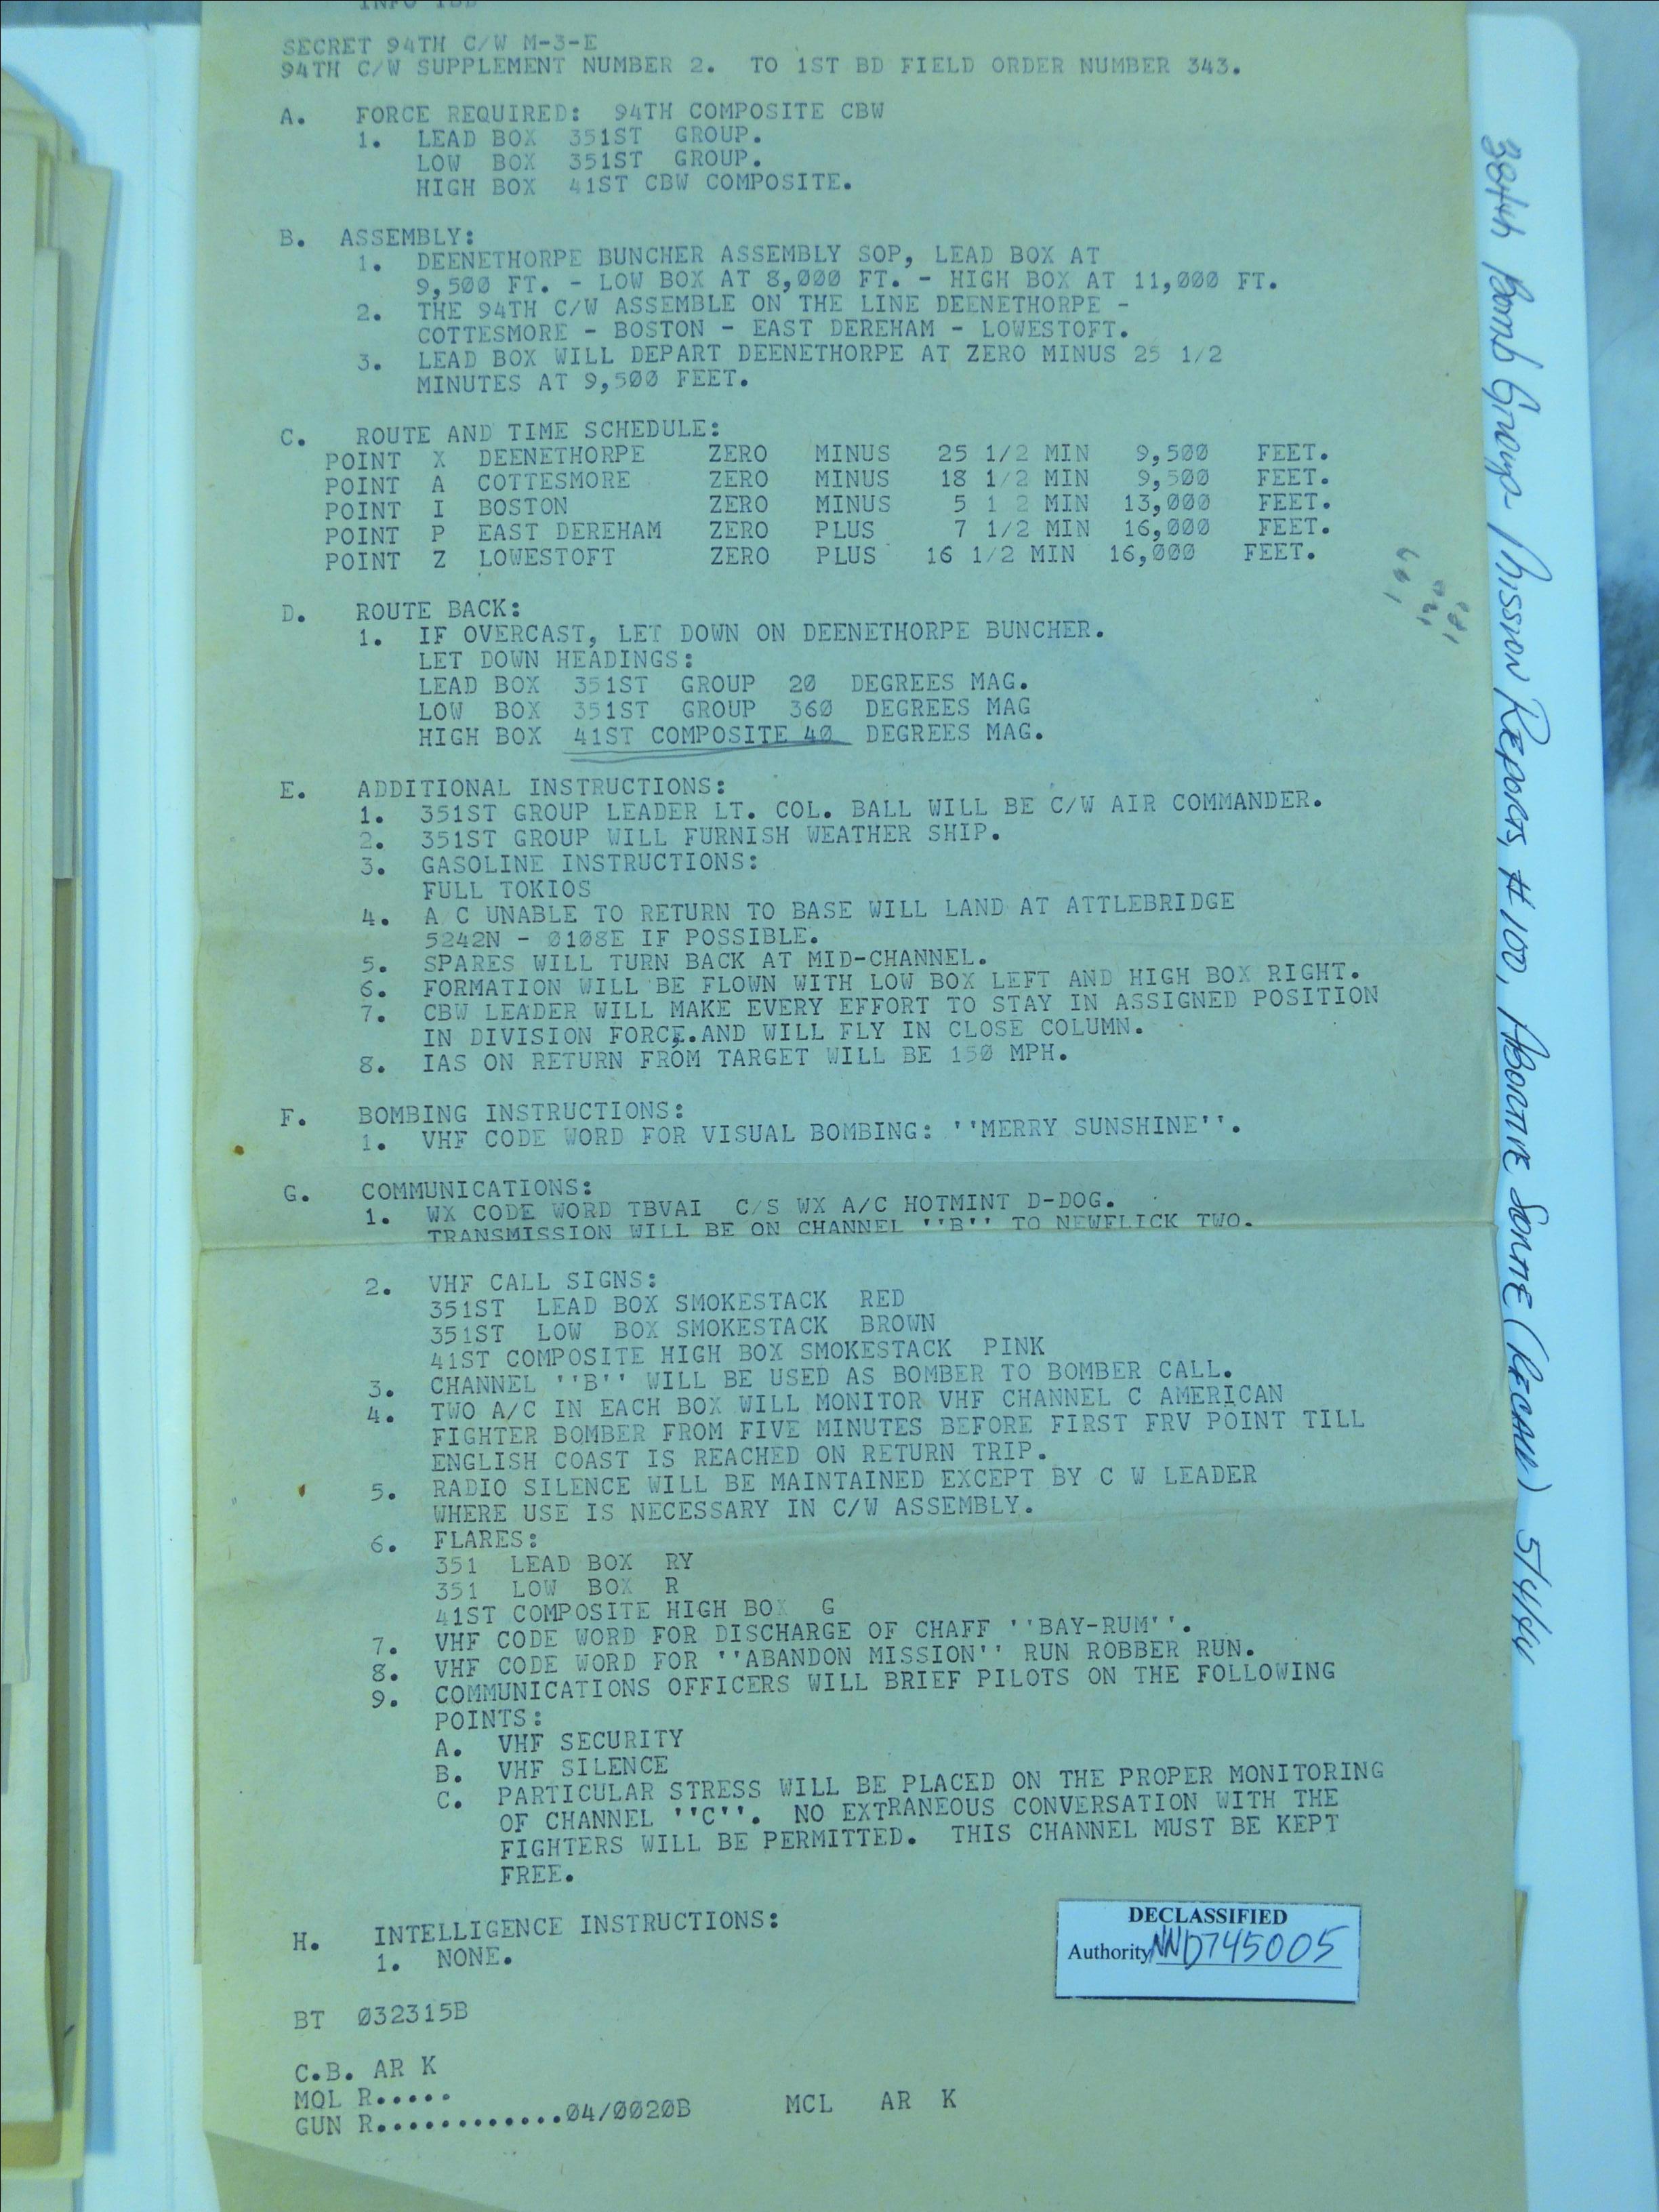 SECRET 94TH C/W M-3-E
94TH C/W SUPPLEMENT NUMBER 2. TO 1ST BD FIELD ORDER NUMBER 343.
A. FORCE REQUIRED: 94TH COMPOSITE CBW
1. LEAD BOX 351ST GROUP.
LOW BOX 351ST GROUP.
HIGH BOX 41ST CBW COMPOSITE.
B. ASSEMBLY:
1. DEENETHORPE BUNCHER ASSEMBLY SOP, LEAD BOX AT
9,500 FT. - LOW BOX AT 8,000 FT. - HIGH BOX AT 11,000 FT.
2. THE 94TH C/W ASSEMBLE ON THE LINE DEENETHORPE -
COTTESMORE - BOSTON - EAST DEREHAM - LOWESTOFT.
3. LEAD BOX WILL DEPART DEENETHORPE AT ZERO MINUS 25 1/2
MINUTES AT 9,500 FEET.
C. ROUTE AND TIME SCHEDULE:
POINT X DEENETHORPE ZERO MINUS 25 1/2 MIN 9,500 FEET.
POINT A COTTESMORE ZERO MINUS 18 1/2 MIN 9,500 FEET.
POINT I BOSTON ZERO MINUS 5 1 2 MIN 13,000 FEET.
POINT P EAST DEREHAM ZERO PLUS 7 1/2 MIN 16,000 FEET.
POINT Z LOWESTOFT ZERO PLUS 16 1/2 MIN 16,000 FEET.
D. ROUTE BACK:
1. IF OVERCAST, LET DOWN ON DEENETHORPE BUNCHER.
LET DOWN HEADINGS:
LEAD BOX 351ST GROUP 20 DEGREES MAG.
LOW BOX 351ST GROUP 360 DEGREES MAG
HIGH BOX 41ST COMPOSITE 40 DEGREES MAG.
E. ADDITIONAL INSTRUCTIONS:
1. 351ST GROUP LEADER LT. COL. BALL WILL BE C/W AIR COMMANDER.
2. 351ST GROUP WILL FURNISH WEATHER SHIP.
3. GASOLINE INSTRUCTIONS:
FULL TOKIOS
4. A C UNABLE TO RETURN TO BASE WILL LAND AT ATTLEBRIDGE
5242N - 0108E IF POSSIBLE.
5. SPARES WILL TURN BACK AT MID-CHANNEL.
6. FORMATION WILL BE FLOWN WITH LOW BOX LEFT AND HIGH BOX RIGHT.
7. CBW LEADER WILL MAKE EVERY EFFORT TO STAY IN ASSIGNED POSITION
IN DIVISION FORCE.AND WILL FLY IN CLOSE COLUMN.
8. IAS ON RETURN FROM TARGET WILL BE 150 MPH.
F. BOMBING INSTRUCTIONS:
1. VHF CODE WORD FOR VISUAL BOMBING: ''MERRY SUNSHINE''.
G. COMMUNICATIONS:
1. WX CODE WORD TBVAI C/S WX A/C HOTMINT D-DOG.
TRANSMISSION WILL BE ON CHANNEL ''B'' TO NEWFLICK TWO.
2. VHF CALL SIGNS:
351ST LEAD BOX SMOKESTACK RED
351ST LOW BOX SMOKESTACK BROWN
41ST COMPOSITE HIGH BOX SMOKESTACK PINK
3. CHANNEL ''B'' WILL BE USED AS BOMBER TO BOMBER CALL.
4. TWO A/C IN EACH BOX WILL MONITOR VHF CHANNEL C AMERICAN
FIGHTER BOMBER FROM FIVE MINUTES BEFORE FIRST FRV POINT TILL
ENGLISH COAST IS REACHED ON RETURN TRIP.
5. RADIO SILENCE WILL BE MAINTAINED EXCEPT BY C W LEADER
WHERE USE IS NECESSARY IN C/W ASSEMBLY.
6. FLARES:
351 LEAD BOX RY
351 LOW BOX R
41ST COMPOSITE HIGH BOX G
7. VHF CODE WORD FOR DISCHARGE OF CHAFF ''BAY-RUM''.
8. VHF CODE WORD FOR ''ABANDON MISSION'' RUN ROBBER RUN.
9. COMMUNICATIONS OFFICERS WILL BRIEF PILOTS ON THE FOLLOWING
POINTS:
A. VHF SECURITY
B. VHF SILENCE
C. PARTICULAR STRESS WILL BE PLACED ON THE PROPER MONITORING
OF CHANNEL ''C''. NO EXTRANEOUS CONVERSATION WITH THE
FIGHTERS WILL BE PERMITTED. THIS CHANNEL MUST BE KEPT
FREE.
H. INTELLIGENCE INSTRUCTIONS:
1. NONE.
BT 032315B
C.B. AR K
MOL R.....
GUN R............04/0020B MCL AR K
DECLASSIFIED
Authority NND745005
384th Bomb Group Mission Reports, #100, ABORTIVE SORTIE (RECALL) 5/4/44